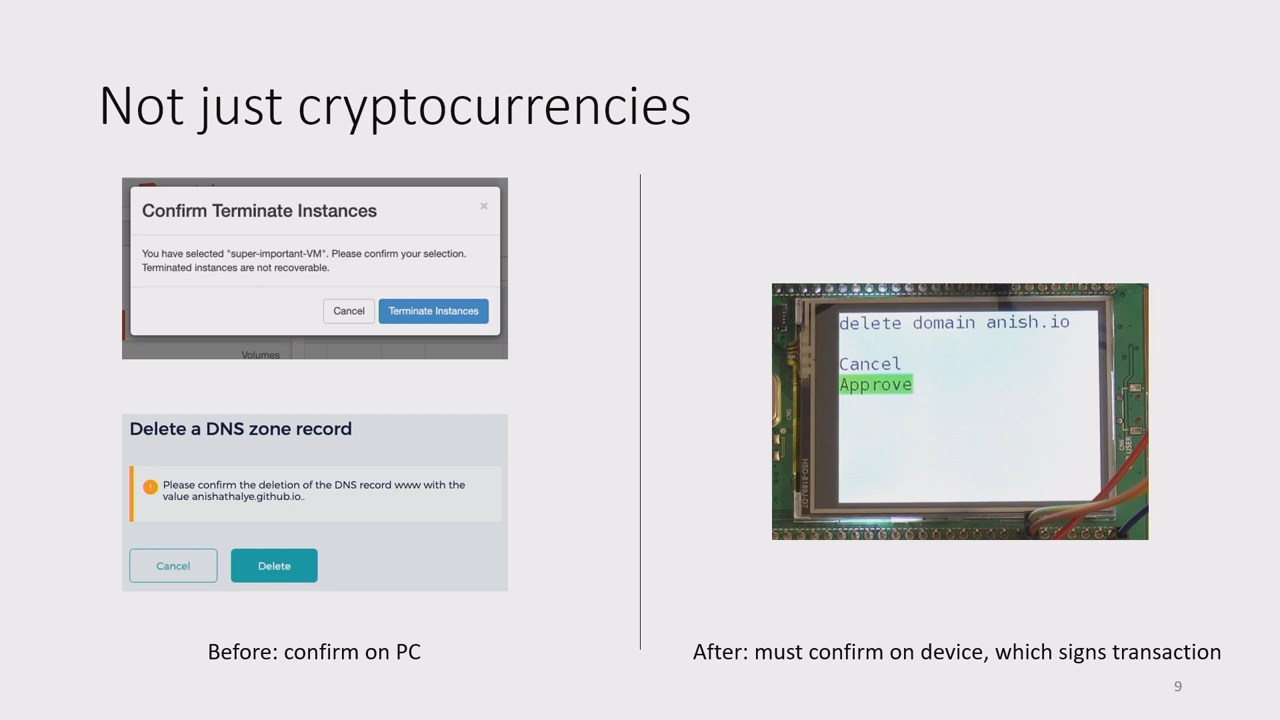 Not just cryptocurrencies
Confirm Terminate Instances
×
You have selected "super-important-VM". Please confirm your selection.
Terminated instances are not recoverable.
Cancel
Terminate Instances
Volumes
Delete a DNS zone record
Please confirm the deletion of the DNS record www with the
value anishathalye.github.io..
Cancel
Delete
Before: confirm on PC
delete domain anish.io
Cancel
Approve
After: must confirm on device, which signs transaction
9